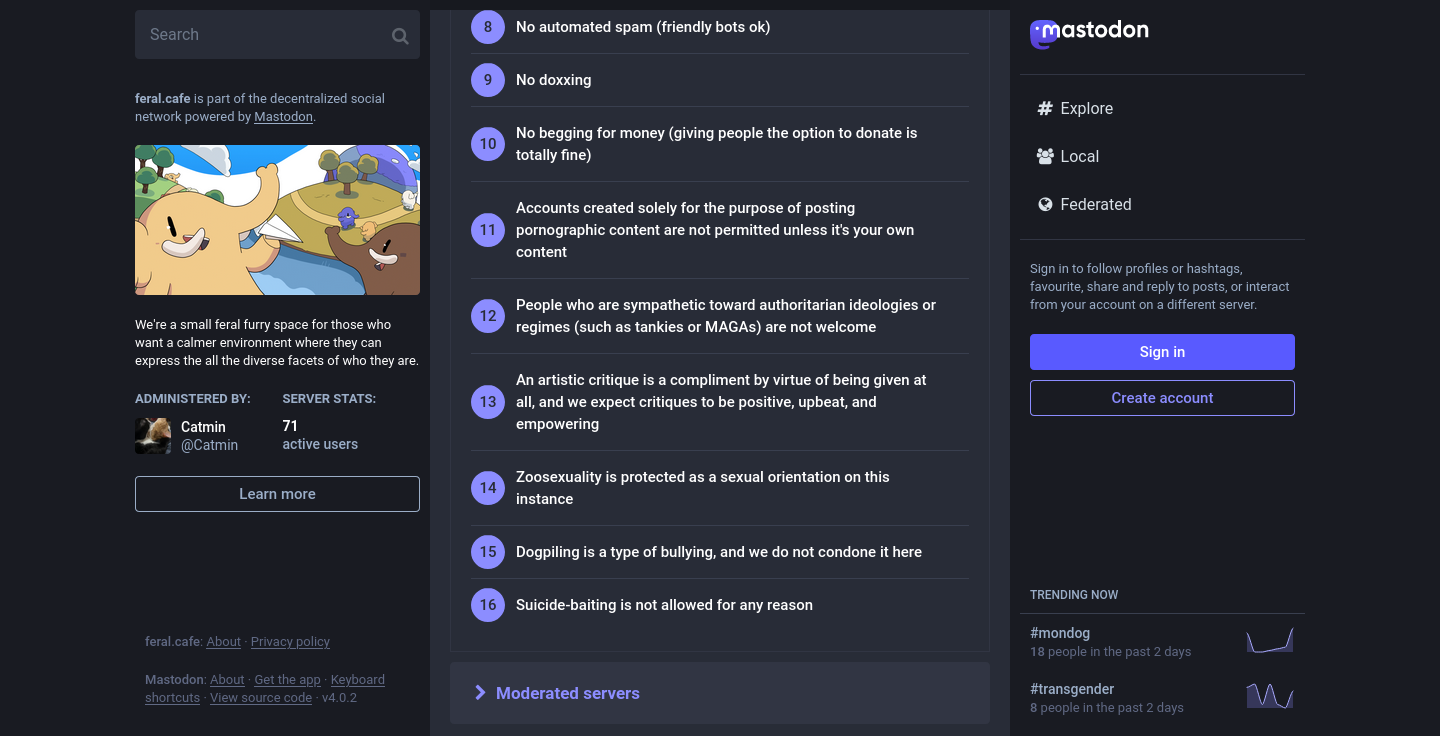 Search
feral.cafe is part of the decentralized social
network powered by Mastodon.
We're a small feral furry space for those who
want a calmer environment where they can
express the all the diverse facets of who they are.
ADMINISTERED BY:
Catmin
@Catmin
SERVER STATS:
71
active users
Learn more
feral.cafe: About · Privacy policy
Mastodon: About · Get the app · Keyboard
shortcuts · View source code · v4.0.2
8 No automated spam (friendly bots ok)
9 No doxxing
10 No begging for money (giving people the option to donate is
totally fine)
11 Accounts created solely for the purpose of posting
pornographic content are not permitted unless it's your own
content
12 People who are sympathetic toward authoritarian ideologies or
regimes (such as tankies or MAGAs) are not welcome
13 An artistic critique is a compliment by virtue of being given at
all, and we expect critiques to be positive, upbeat, and
empowering
14 Zoosexuality is protected as a sexual orientation on this
instance
15 Dogpiling is a type of bullying, and we do not condone it here
16 Suicide-baiting is not allowed for any reason
Moderated servers
mastodon
Explore
Local
Federated
Sign in to follow profiles or hashtags,
favourite, share and reply to posts, or interact
from your account on a different server.
Sign in
Create account
TRENDING NOW
#mondog
18 people in the past 2 days
#transgender
8 people in the past 2 days